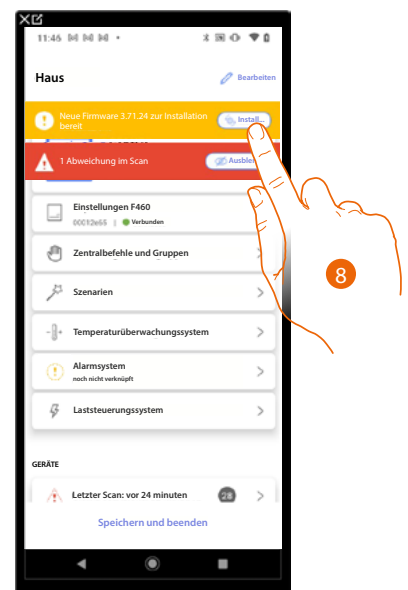 11:46
Haus
Bearbeiten
Neue Firmware 3.71.24 zur Installation
bereit
Install...
1 Abweichung im Scan
Ausblen
Einstellungen F460
00012e65 | Verbunden
Zentralbefehle und Gruppen
Szenarien
Temperaturüberwachungssystem
Alarmsystem
noch nicht verknüpft
Laststeuerungssystem
GERÄTE
Letzter Scan: vor 24 minuten
28
Speichern und beenden
8